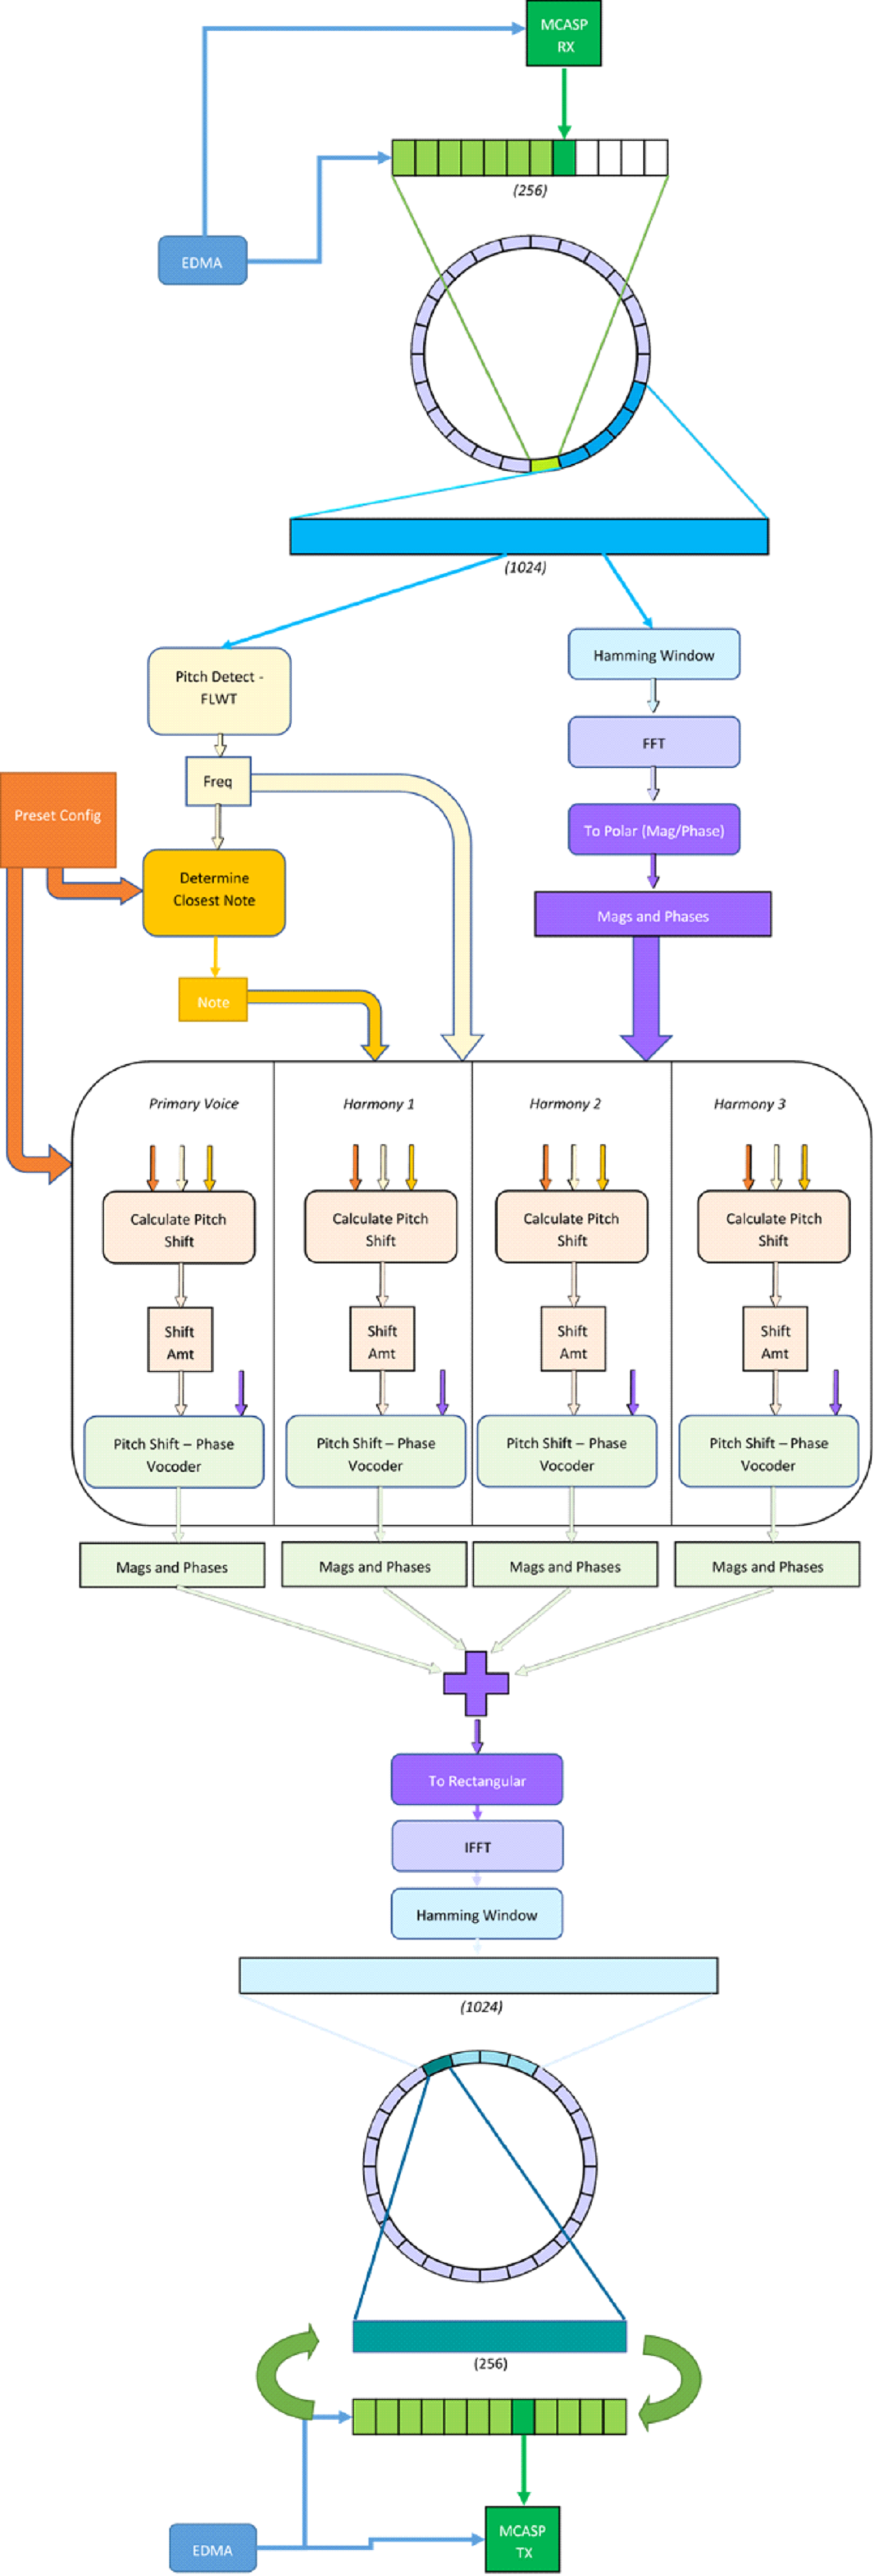 MCASP
RX
(256)
EDMA
(1024)
Pitch Detect -
FLWT
Hamming Window
FFT
Freq
Preset Config
To Polar (Mag/Phase)
Determine
Closest Note
Mags and Phases
Note
Primary Voice
Harmony 1
Harmony 2
Harmony 3
Calculate Pitch
Shift
Calculate Pitch
Shift
Calculate Pitch
Shift
Calculate Pitch
Shift
Shift
Amt
Shift
Amt
Shift
Amt
Shift
Amt
Pitch Shift – Phase
Vocoder
Pitch Shift – Phase
Vocoder
Pitch Shift – Phase
Vocoder
Pitch Shift – Phase
Vocoder
Mags and Phases
Mags and Phases
Mags and Phases
Mags and Phases
To Rectangular
IFFT
Hamming Window
(1024)
(256)
EDMA
MCASP
TX